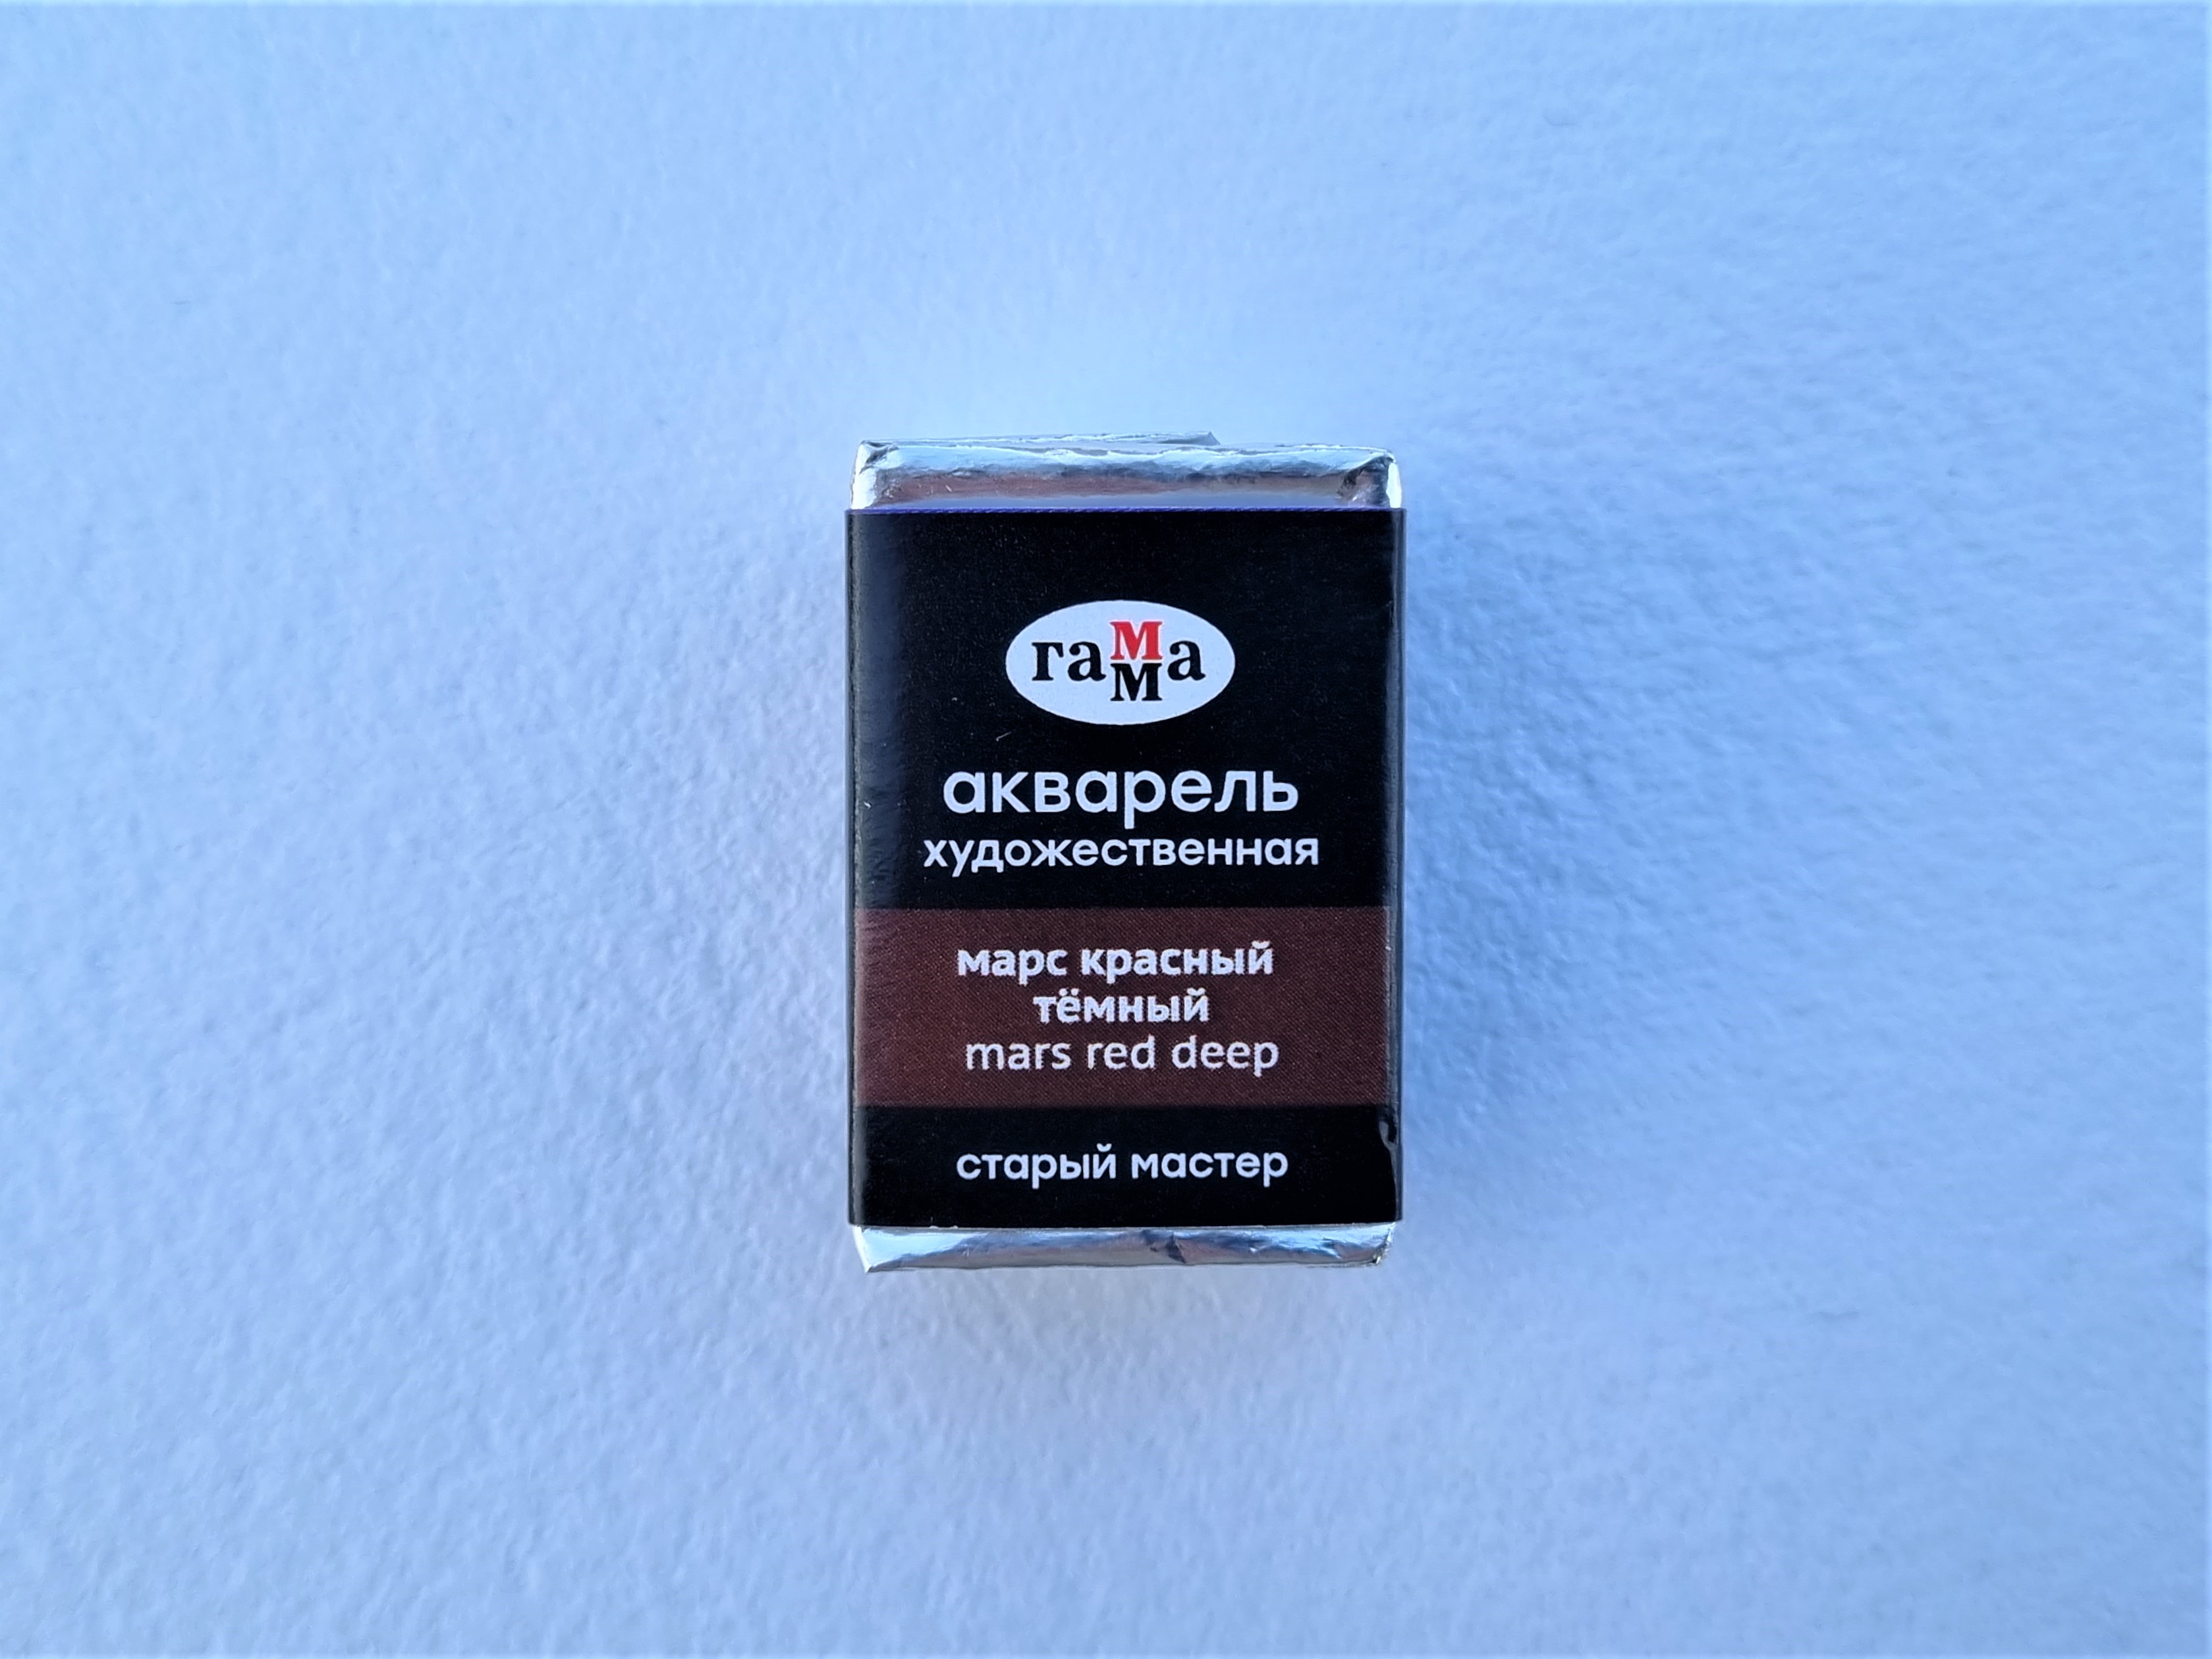 гамма
акварель
художественная
марс красный
тёмный
mars red deep
старый мастер